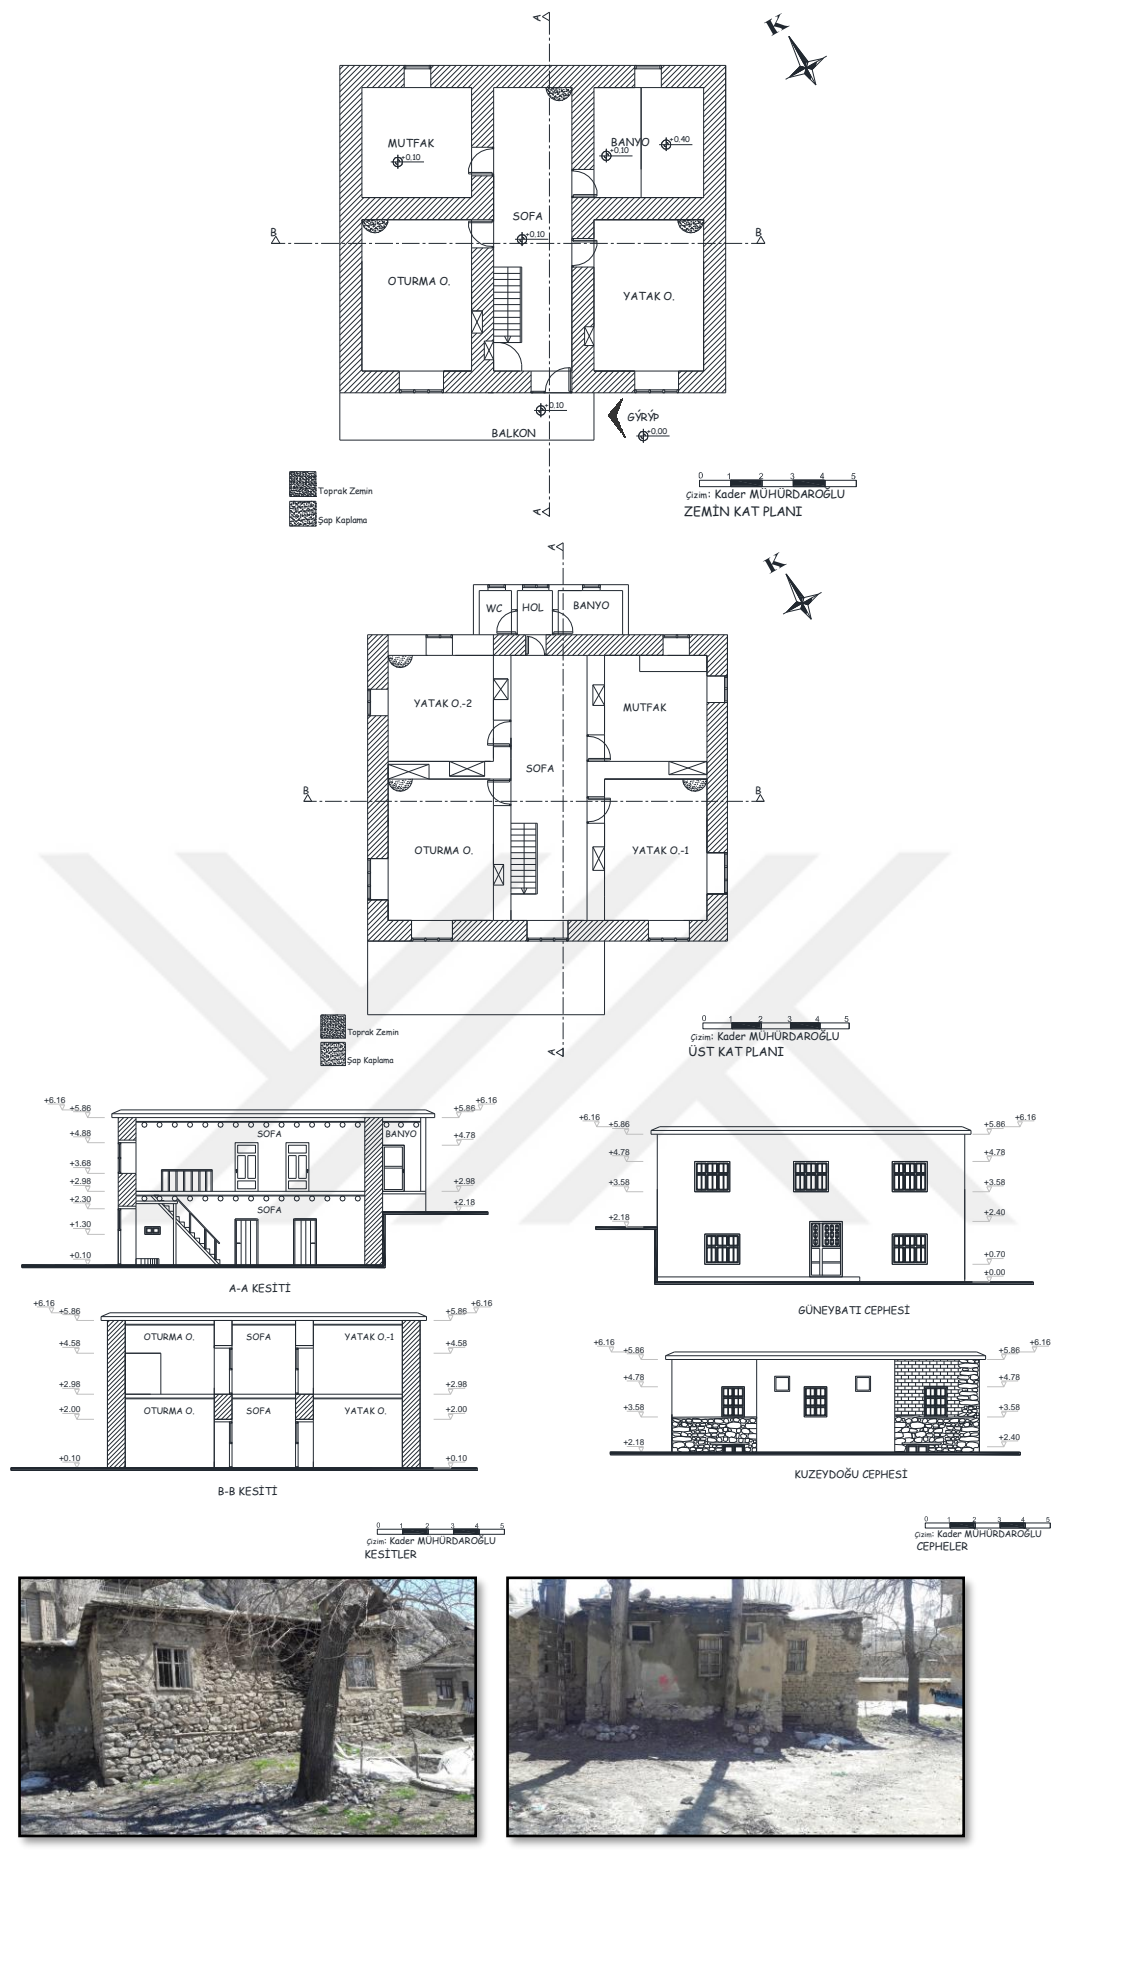 A
K
MUTFAK
+0.10
BANYO
+0.10
+0.40
SOFA
+0.10
B
B
OTURMA O.
YATAK O.
+0.10
BALKON
GÝRÝÞ
+0.00
A
Toprak Zemin
Şap Kaplama
0 1 2 3 4 5
Çizim: Kader MÜHÜRDAROĞLU
ZEMİN KAT PLANI
A
K
WC
HOL
BANYO
YATAK O.-2
MUTFAK
SOFA
B
B
OTURMA O.
YATAK O.-1
Toprak Zemin
Şap Kaplama
A
0 1 2 3 4 5
Çizim: Kader MÜHÜRDAROĞLU
ÜST KAT PLANI
+6.16
+5.86
+4.88
+3.68
+2.98
+2.30
+1.30
+0.10
SOFA
BANYO
SOFA
+6.16
+5.86
+4.78
+2.98
+2.18
A-A KESİTİ
+6.16
+5.86
+4.78
+3.58
+2.18
+6.16
+5.86
+4.78
+3.58
+2.40
+0.70
+0.00
GÜNEYBATI CEPHESİ
+6.16
+5.86
+4.58
+2.98
+2.00
+0.10
OTURMA O.
SOFA
YATAK O.-1
OTURMA O.
SOFA
YATAK O.
+6.16
+5.86
+4.58
+2.98
+2.00
+0.10
B-B KESİTİ
+6.16
+5.86
+4.78
+3.58
+2.18
+6.16
+5.86
+4.78
+3.58
+2.40
KUZEYDOĞU CEPHESİ
0 1 2 3 4 5
Çizim: Kader MÜHÜRDAROĞLU
KESİTLER
0 1 2 3 4 5
Çizim: Kader MÜHÜRDAROĞLU
CEPHELER